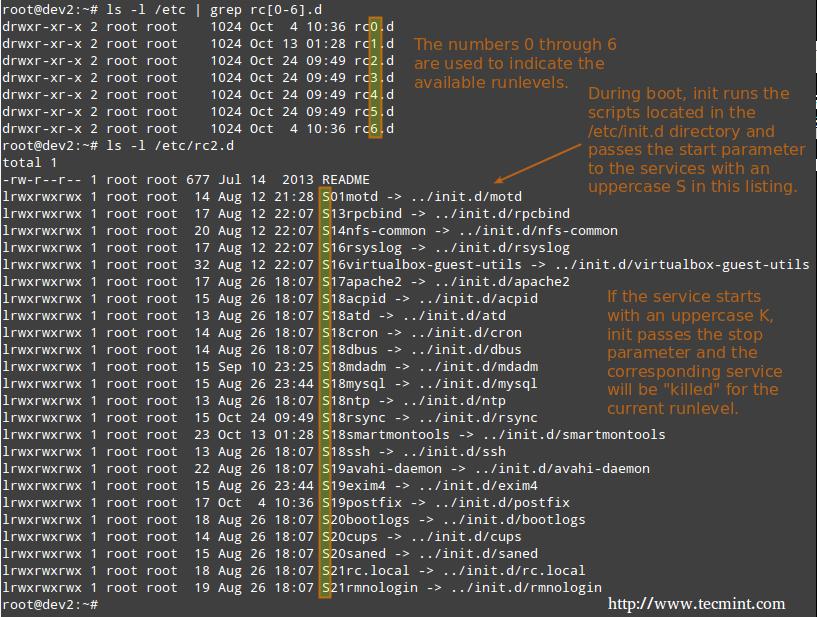 root@dev2:~# ls -l /etc | grep rc[0-6].d
drwxr-xr-x 2 root root    1024 Oct  4 10:36 rc0.d
drwxr-xr-x 2 root root    1024 Oct 13 01:28 rc1.d
drwxr-xr-x 2 root root    1024 Oct 24 09:49 rc2.d
drwxr-xr-x 2 root root    1024 Oct 24 09:49 rc3.d
drwxr-xr-x 2 root root    1024 Oct 24 09:49 rc4.d
drwxr-xr-x 2 root root    1024 Oct 24 09:49 rc5.d
drwxr-xr-x 2 root root    1024 Oct  4 10:36 rc6.d
The numbers 0 through 6
are used to indicate the
available runlevels.
root@dev2:~# ls -l /etc/rc2.d
total 1
-rw-r--r-- 1 root root 677 Jul 14  2013 README
lrwxrwxrwx 1 root root  14 Aug 12 21:28 S01motd -> ../init.d/motd
lrwxrwxrwx 1 root root  17 Aug 12 22:07 S13rpcbind -> ../init.d/rpcbind
lrwxrwxrwx 1 root root  20 Aug 12 22:07 S14nfs-common -> ../init.d/nfs-common
lrwxrwxrwx 1 root root  17 Aug 12 22:07 S16rsyslog -> ../init.d/rsyslog
lrwxrwxrwx 1 root root  32 Aug 12 22:07 S16virtualbox-guest-utils -> ../init.d/virtualbox-guest-utils
lrwxrwxrwx 1 root root  17 Aug 26 18:07 S17apache2 -> ../init.d/apache2
lrwxrwxrwx 1 root root  15 Aug 26 18:07 S18acpid -> ../init.d/acpid
lrwxrwxrwx 1 root root  13 Aug 26 18:07 S18atd -> ../init.d/atd
lrwxrwxrwx 1 root root  14 Aug 26 18:07 S18cron -> ../init.d/cron
lrwxrwxrwx 1 root root  14 Aug 26 18:07 S18dbus -> ../init.d/dbus
lrwxrwxrwx 1 root root  15 Sep 10 23:25 S18mdadm -> ../init.d/mdadm
lrwxrwxrwx 1 root root  15 Aug 26 23:44 S18mysql -> ../init.d/mysql
lrwxrwxrwx 1 root root  13 Aug 26 18:07 S18ntp -> ../init.d/ntp
lrwxrwxrwx 1 root root  15 Oct 24 09:49 S18rsync -> ../init.d/rsync
lrwxrwxrwx 1 root root  23 Oct 13 01:28 S18smartmontools -> ../init.d/smartmontools
lrwxrwxrwx 1 root root  13 Aug 26 18:07 S18ssh -> ../init.d/ssh
lrwxrwxrwx 1 root root  22 Aug 26 18:07 S19avahi-daemon -> ../init.d/avahi-daemon
lrwxrwxrwx 1 root root  15 Aug 26 23:44 S19exim4 -> ../init.d/exim4
lrwxrwxrwx 1 root root  17 Oct  4 10:36 S19postfix -> ../init.d/postfix
lrwxrwxrwx 1 root root  18 Aug 26 18:07 S20bootlogs -> ../init.d/bootlogs
lrwxrwxrwx 1 root root  14 Aug 26 18:07 S20cups -> ../init.d/cups
lrwxrwxrwx 1 root root  15 Aug 26 18:07 S20saned -> ../init.d/saned
lrwxrwxrwx 1 root root  18 Aug 26 18:07 S21rc.local -> ../init.d/rc.local
lrwxrwxrwx 1 root root  19 Aug 26 18:07 S21rmnologin -> ../init.d/rmnologin
root@dev2:~#
During boot, init runs the
scripts located in the
/etc/init.d directory and
passes the start parameter
to the services with an
uppercase S in this listing.
If the service starts
with an uppercase K,
init passes the stop
parameter and the
corresponding service
will be "killed" for the
current runlevel.
http://www.tecmint.com